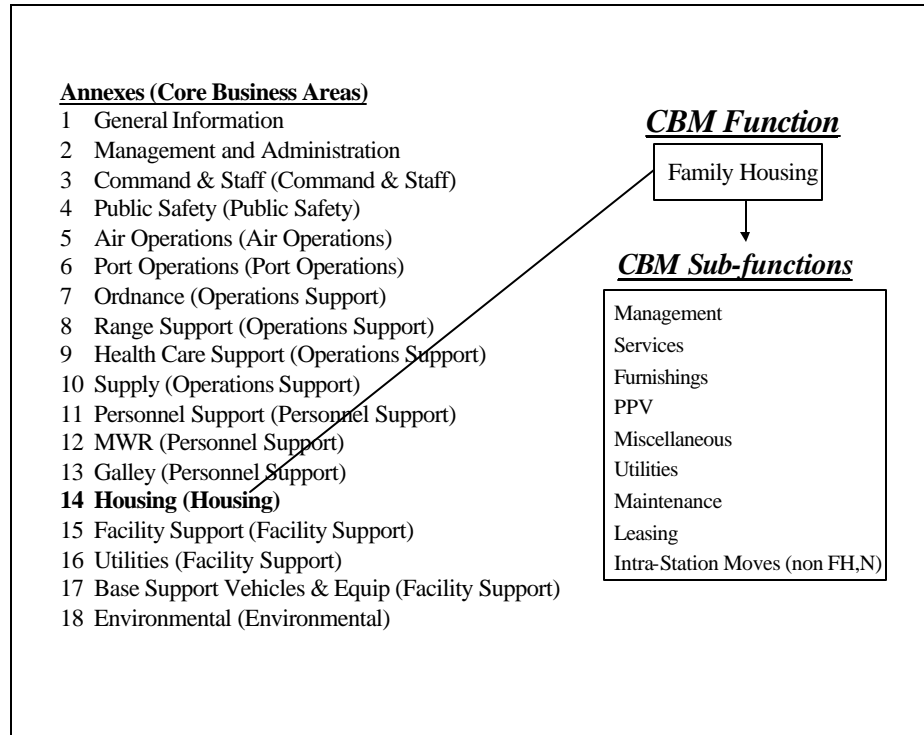 Annexes (Core Business Areas)
1 General Information
2 Management and Administration
3 Command & Staff (Command & Staff)
4 Public Safety (Public Safety)
5 Air Operations (Air Operations)
6 Port Operations (Port Operations)
7 Ordnance (Operations Support)
8 Range Support (Operations Support)
9 Health Care Support (Operations Support)
10 Supply (Operations Support)
11 Personnel Support (Personnel Support)
12 MWR (Personnel Support)
13 Galley (Personnel Support)
14 Housing (Housing)
15 Facility Support (Facility Support)
16 Utilities (Facility Support)
17 Base Support Vehicles & Equip (Facility Support)
18 Environmental (Environmental)
CBM Function
Family Housing
CBM Sub-functions
Management
Services
Furnishings
PPV
Miscellaneous
Utilities
Maintenance
Leasing
Intra-Station Moves (non FH,N)